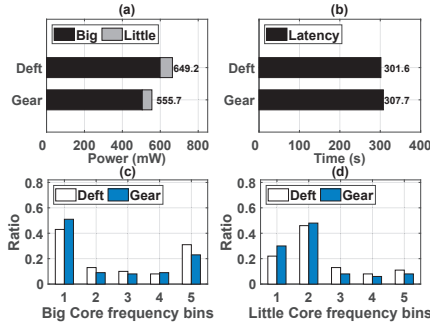 (a)
Big Little
Deft 649.2
Gear 555.7
0 200 400 600 800
Power (mW)
(b)
Latency
Deft 301.6
Gear 307.7
0 100 200 300 400
Time (s)
(c)
Deft Gear
0.8
0.6
0.4
0.2
0
Ratio
1 2 3 4 5
Big Core frequency bins
(d)
Deft Gear
0.8
0.6
0.4
0.2
0
Ratio
1 2 3 4 5
Little Core frequency bins